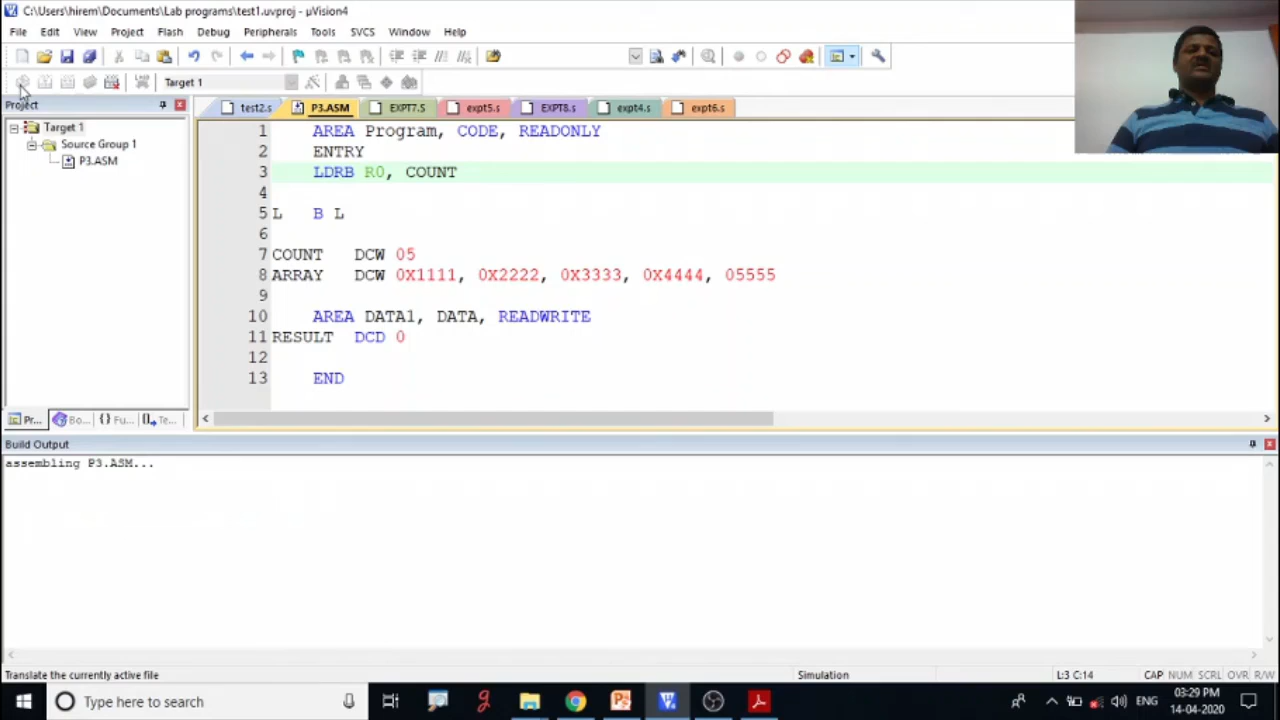 C:\Users\hirem\Documents\Lab programs\test1.uvproj - µVision4
File Edit View Project Flash Debug Peripherals Tools SVCS Window Help
Target 1
Project
test2.s P3.ASM EXPT7.S expt5.s EXPT8.s expt4.s expt6.s
Target 1
Source Group 1
P3.ASM
1 AREA Program, CODE, READONLY
2 ENTRY
3 LDRB R0, COUNT
4
5 L B L
6
7 COUNT DCW 05
8 ARRAY DCW 0X1111, 0X2222, 0X3333, 0X4444, 05555
9
10 AREA DATA1, DATA, READWRITE
11 RESULT DCD 0
12
13 END
Pr... Bo... {} Fu... Te...
Build Output
assembling P3.ASM...
Translate the currently active file Simulation L:3 C:14 CAP NUM SCRL OVR R/W
Type here to search ENG 03:29 PM
14-04-2020